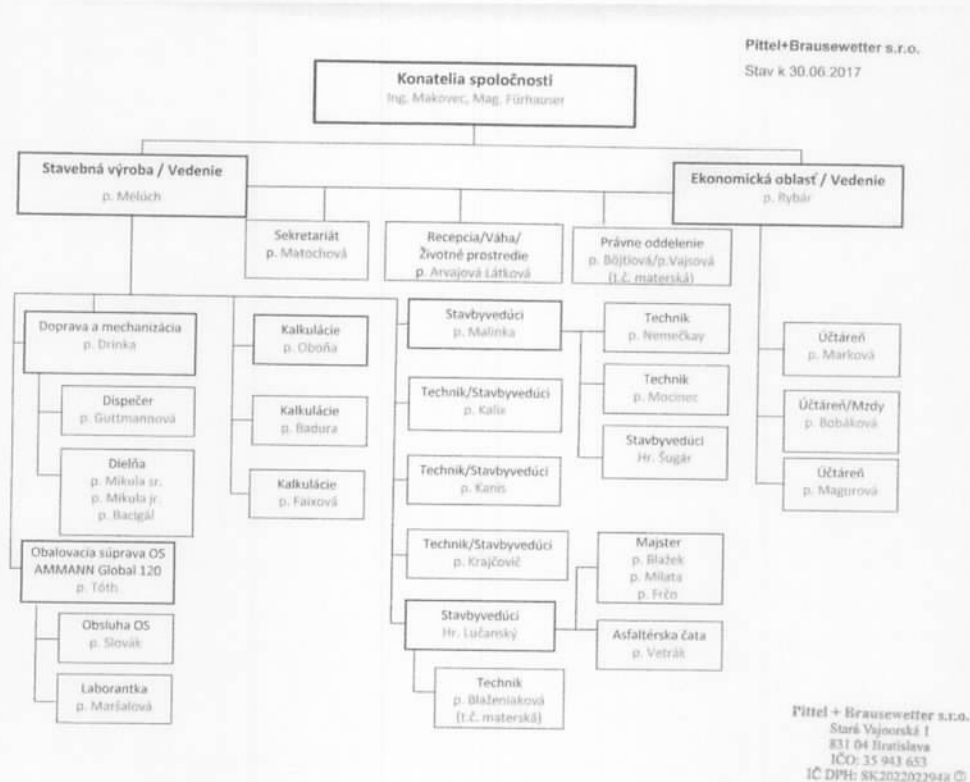 Pittel+Brausewetter s.r.o.
Stav k 30.06.2017
Konatelia spoločnosti
Ing. Makovec, Mag. Fürhauser
Stavebná výroba / Vedenie
p. Melúch
Ekonomická oblasť / Vedenie
p. Rybár
Sekretariát
p. Matochová
Recepcia/Váha/
Životné prostredie
p. Arvajová Látková
Právne oddelenie
p. Böjtiová/p.Vajsová
(t.č. materská)
Doprava a mechanizácia
p. Drinka
Dispečer
p. Guttmannová
Dielňa
p. Mikula sr.
p. Mikula jr.
p. Bacigál
Obalovacia súprava OS
AMMANN Global 120
p. Tóth
Obsluha OS
p. Slovák
Laborantka
p. Maršalová
Kalkulácie
p. Oboňa
Kalkulácie
p. Badura
Kalkulácie
p. Faixová
Stavbyvedúci
p. Malinka
Technik/Stavbyvedúci
p. Kalix
Technik/Stavbyvedúci
p. Kanis
Technik/Stavbyvedúci
p. Krajčovič
Stavbyvedúci
Hr. Lučanský
Technik
p. Blaženiaková
(t.č. materská)
Technik
p. Nemečkay
Technik
p. Mocinec
Stavbyvedúci
Hr. Šugár
Majster
p. Blažek
p. Milata
p. Frčo
Asfaltérska čata
p. Vetrák
Účtáreň
p. Marková
Účtáreň/Mzdy
p. Bobáková
Účtáreň
p. Magurová
Pittel + Brausewetter s.r.o.
Stará Vajnorská 1
831 04 Bratislava
IČO: 35 943 653
IČ DPH: SK2022022948